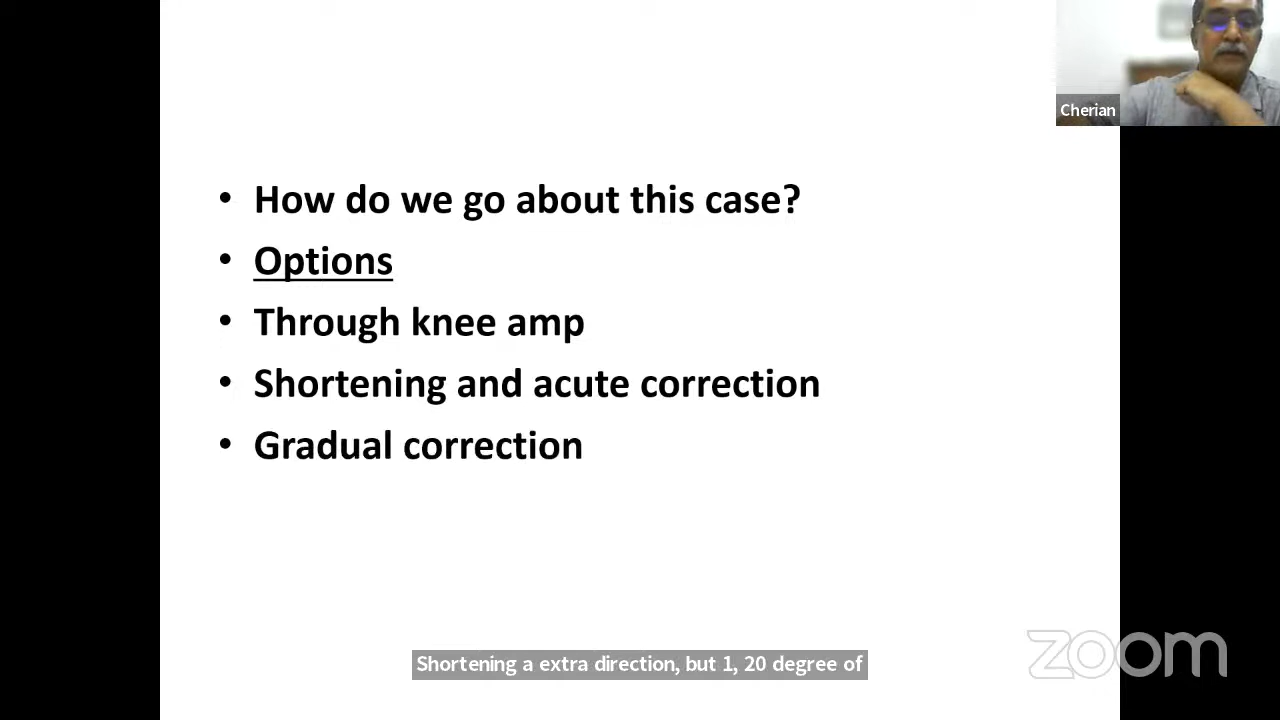 Cherian
• How do we go about this case?
• Options
• Through knee amp
• Shortening and acute correction
• Gradual correction
Shortening a extra direction, but 1, 20 degree of
zoom